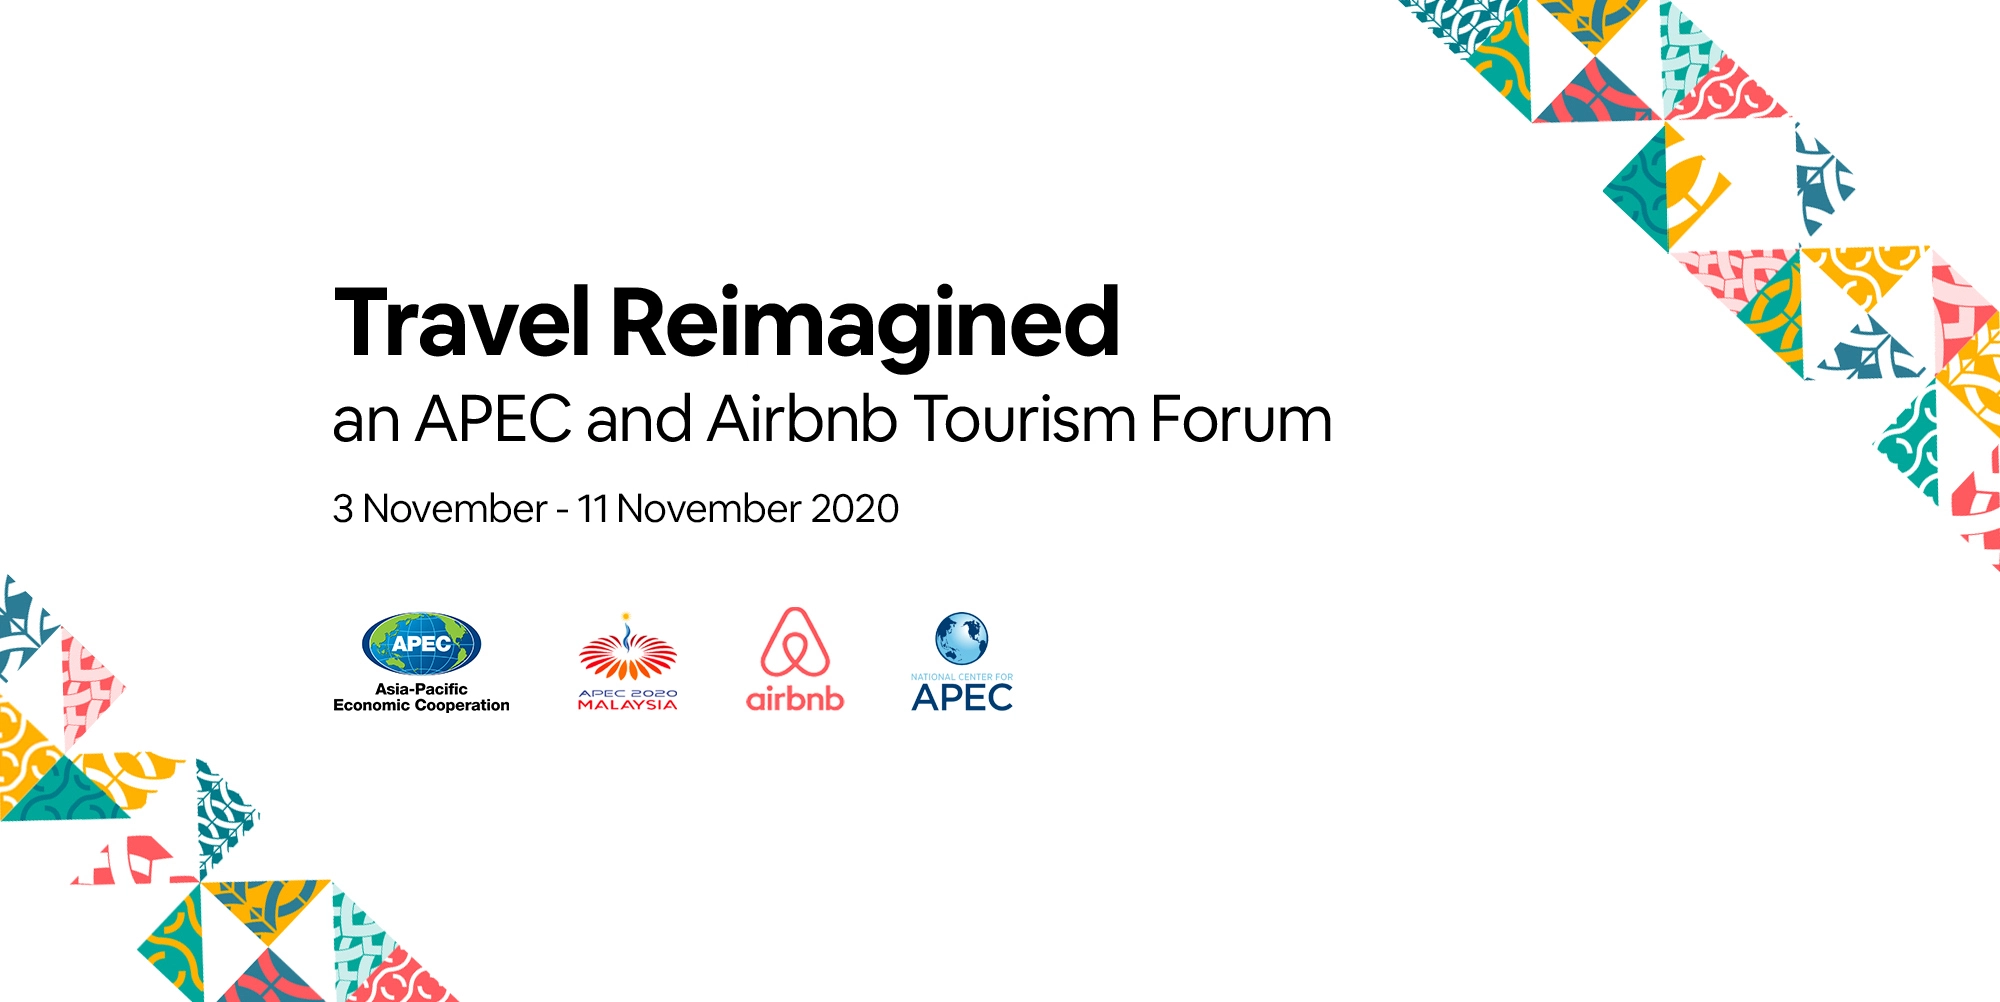 Travel Reimagined
an APEC and Airbnb Tourism Forum
3 November - 11 November 2020
APEC
Asia-Pacific
Economic Cooperation
APEC 2020
MALAYSIA
airbnb
NATIONAL CENTER FOR
APEC